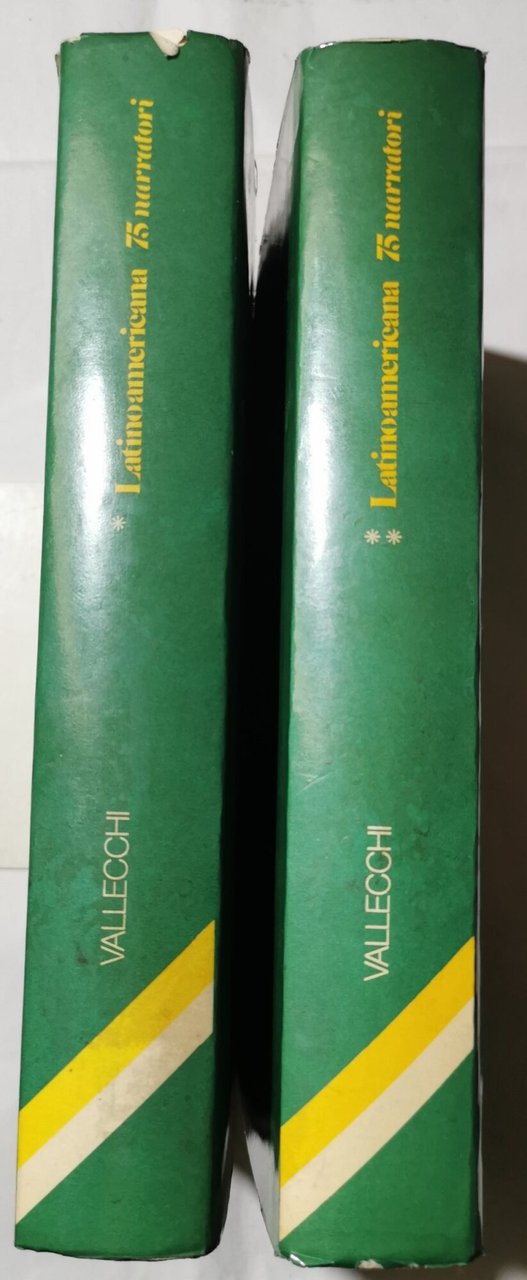 * Latinoamericana 75 narratori
VALLECCHI
** Latinoamericana 75 narratori
VALLECCHI